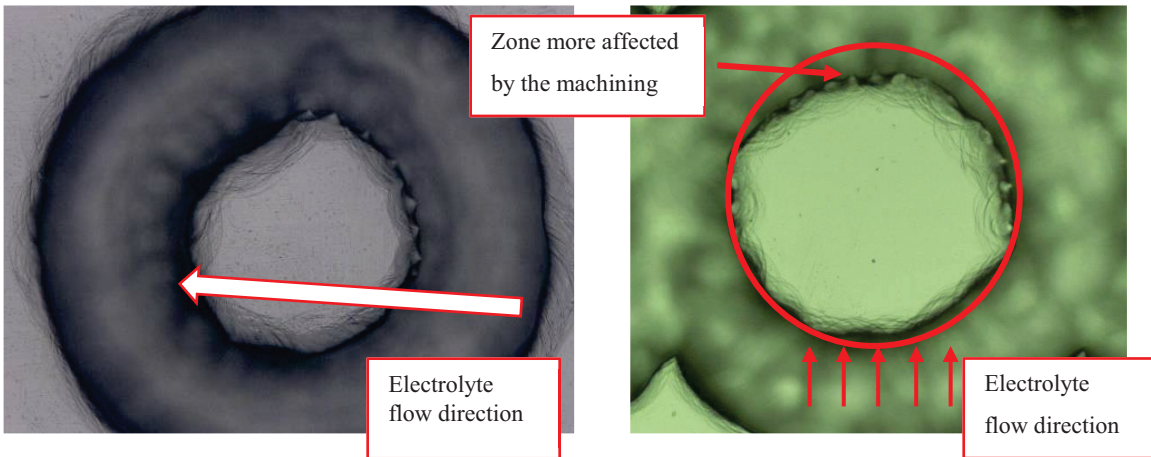 Zone more affected
by the machining
Electrolyte
flow direction
Electrolyte
flow direction